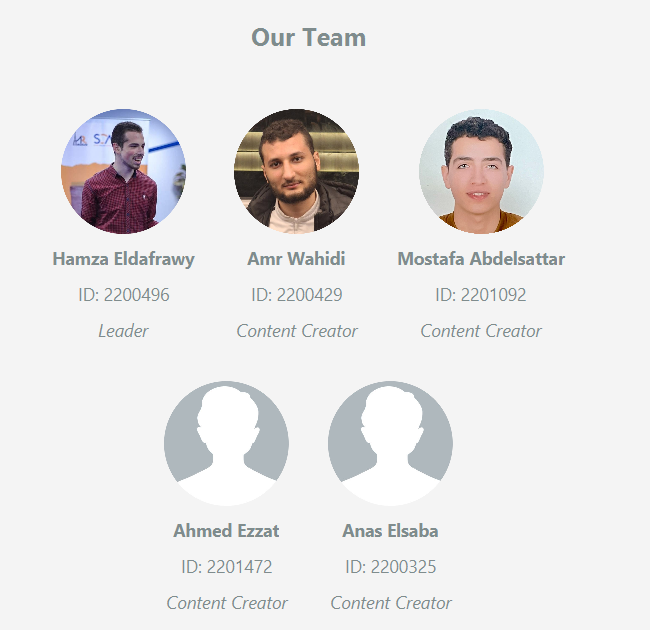 Our Team
Hamza Eldafrawy
ID: 2200496
Leader
Amr Wahidi
ID: 2200429
Content Creator
Mostafa Abdelsattar
ID: 2201092
Content Creator
Ahmed Ezzat
ID: 2201472
Content Creator
Anas Elsaba
ID: 2200325
Content Creator